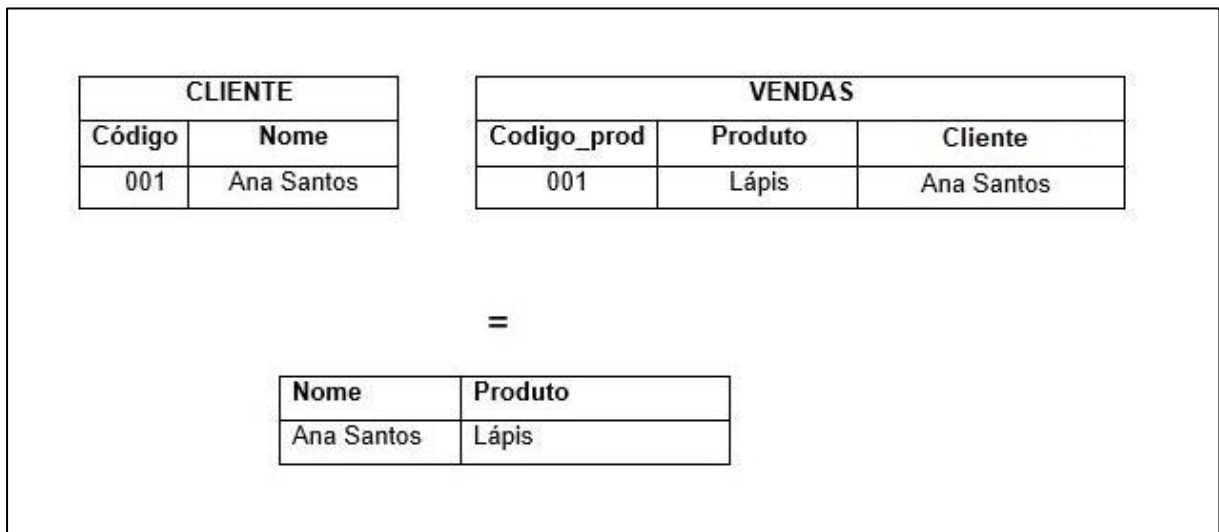 CLIENTE
Código Nome
001 Ana Santos
VENDAS
Codigo_prod Produto Cliente
001 Lápis Ana Santos
=
Nome Produto
Ana Santos Lápis